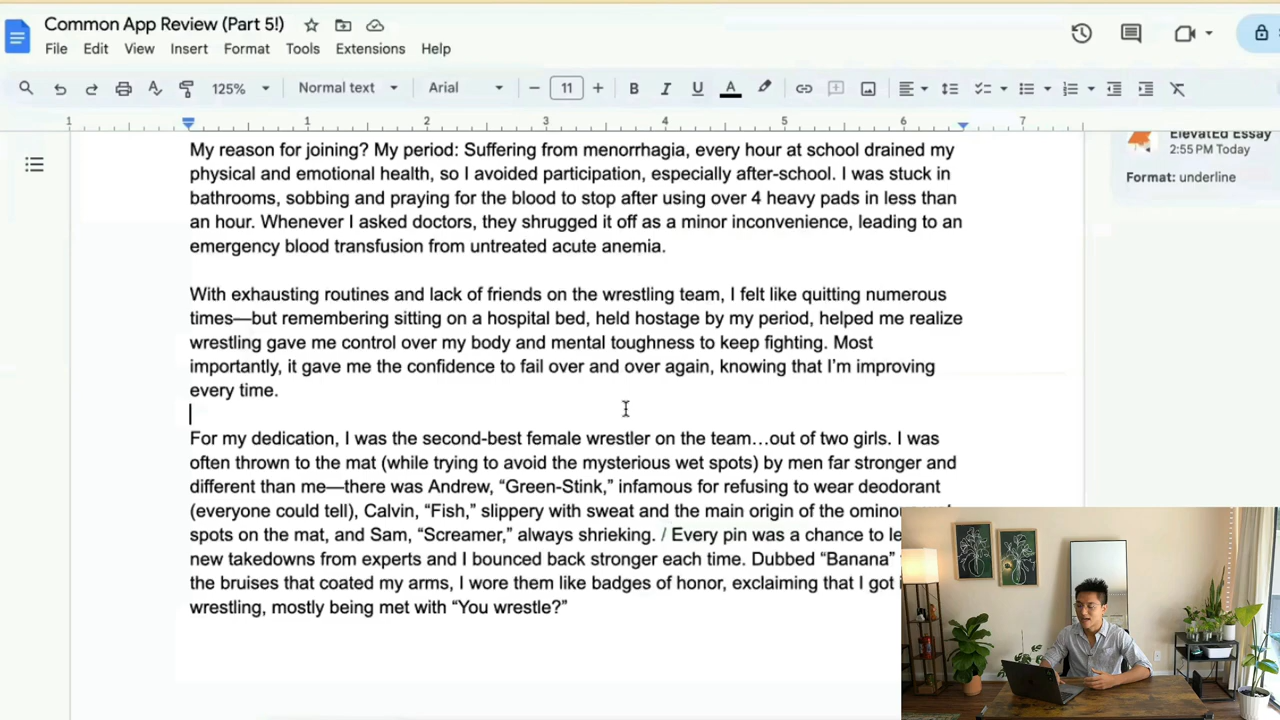 Common App Review (Part 5!)
File Edit View Insert Format Tools Extensions Help
125% Normal text Arial 11
1 1 2 3 4 5 6 7
ElevatEd Essay
2:55 PM Today
Format: underline
My reason for joining? My period: Suffering from menorrhagia, every hour at school drained my
physical and emotional health, so I avoided participation, especially after-school. I was stuck in
bathrooms, sobbing and praying for the blood to stop after using over 4 heavy pads in less than
an hour. Whenever I asked doctors, they shrugged it off as a minor inconvenience, leading to an
emergency blood transfusion from untreated acute anemia.
With exhausting routines and lack of friends on the wrestling team, I felt like quitting numerous
times—but remembering sitting on a hospital bed, held hostage by my period, helped me realize
wrestling gave me control over my body and mental toughness to keep fighting. Most
importantly, it gave me the confidence to fail over and over again, knowing that I'm improving
every time.
For my dedication, I was the second-best female wrestler on the team…out of two girls. I was
often thrown to the mat (while trying to avoid the mysterious wet spots) by men far stronger and
different than me—there was Andrew, “Green-Stink,” infamous for refusing to wear deodorant
(everyone could tell), Calvin, “Fish,” slippery with sweat and the main origin of the
spots on the mat, and Sam, “Screamer,” always shrieking. / Every pin was a chance to
new takedowns from experts and I bounced back stronger each time. Dubbed “Banana”
the bruises that coated my arms, I wore them like badges of honor, exclaiming that I got
wrestling, mostly being met with “You wrestle?”